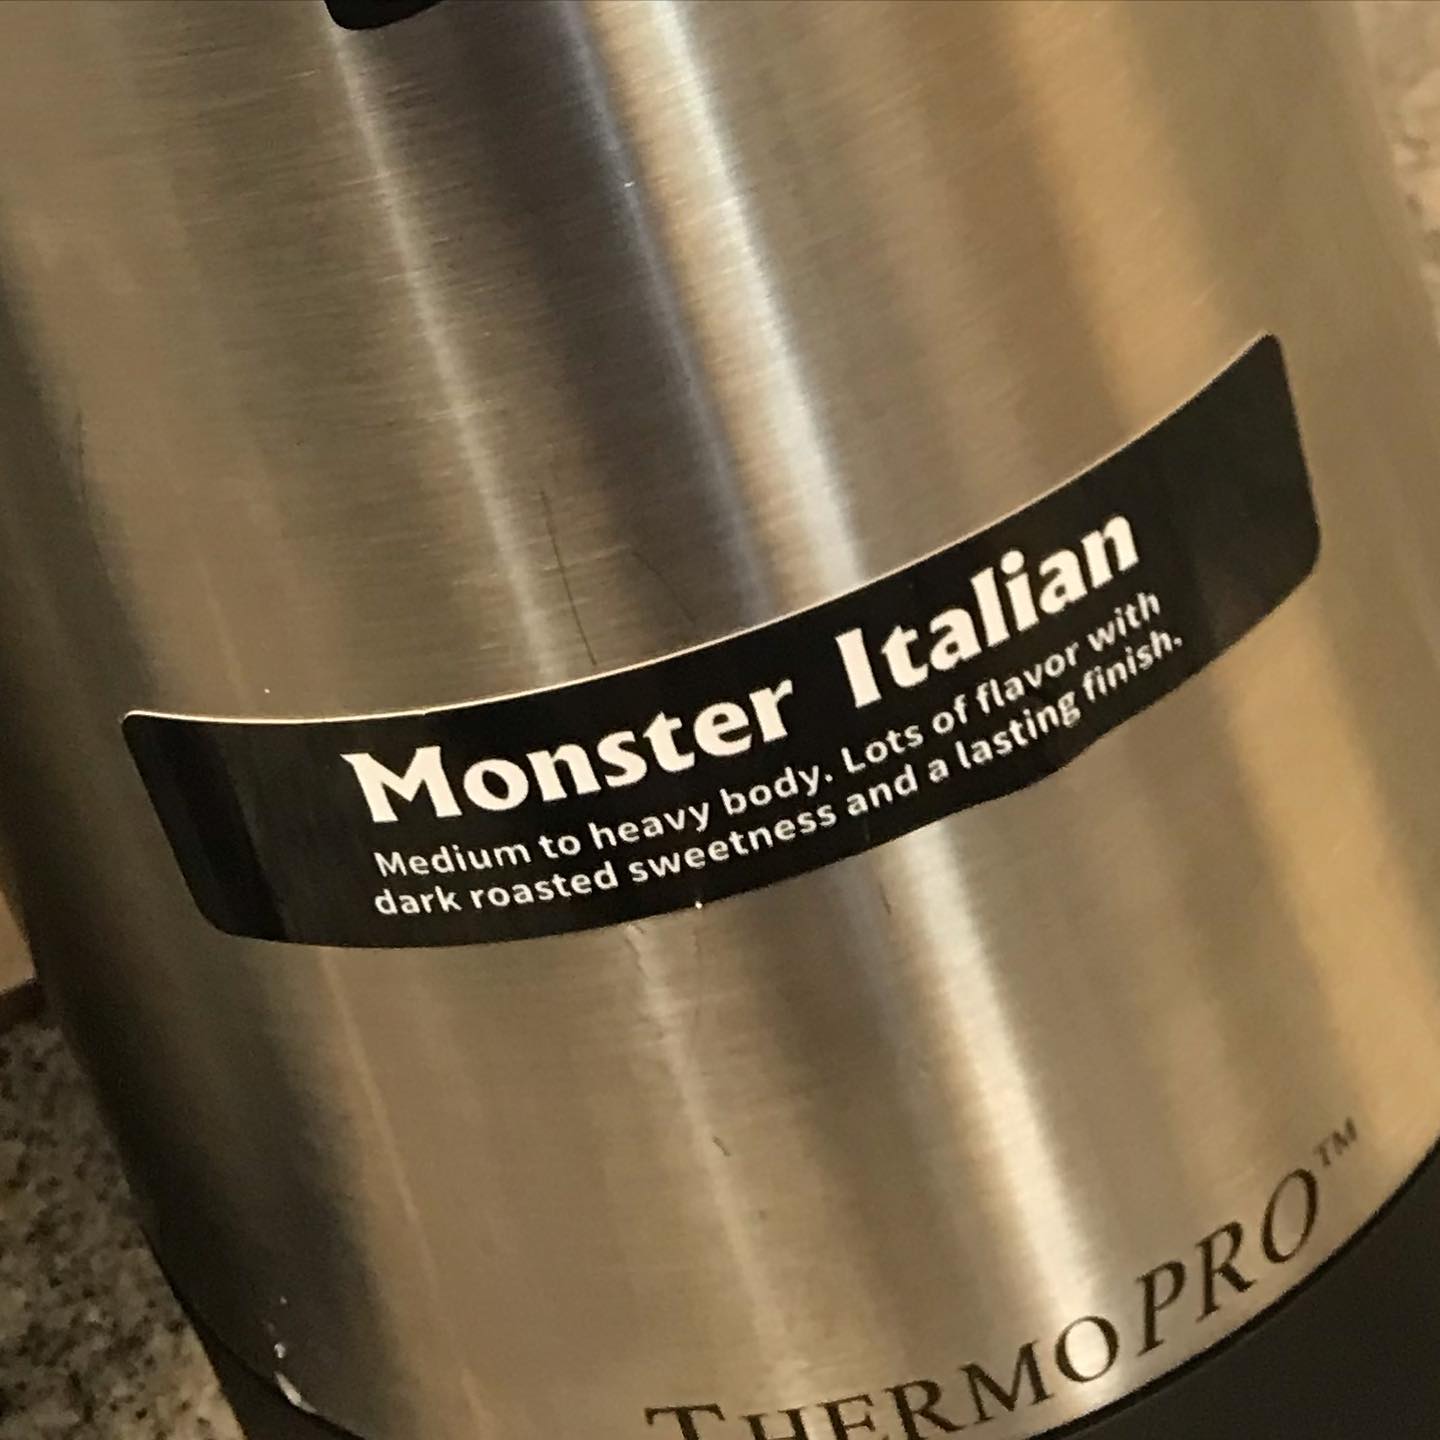 Monster Italian
Medium to heavy body. Lots of flavor with
dark roasted sweetness and a lasting finish.
THERMOPRO™